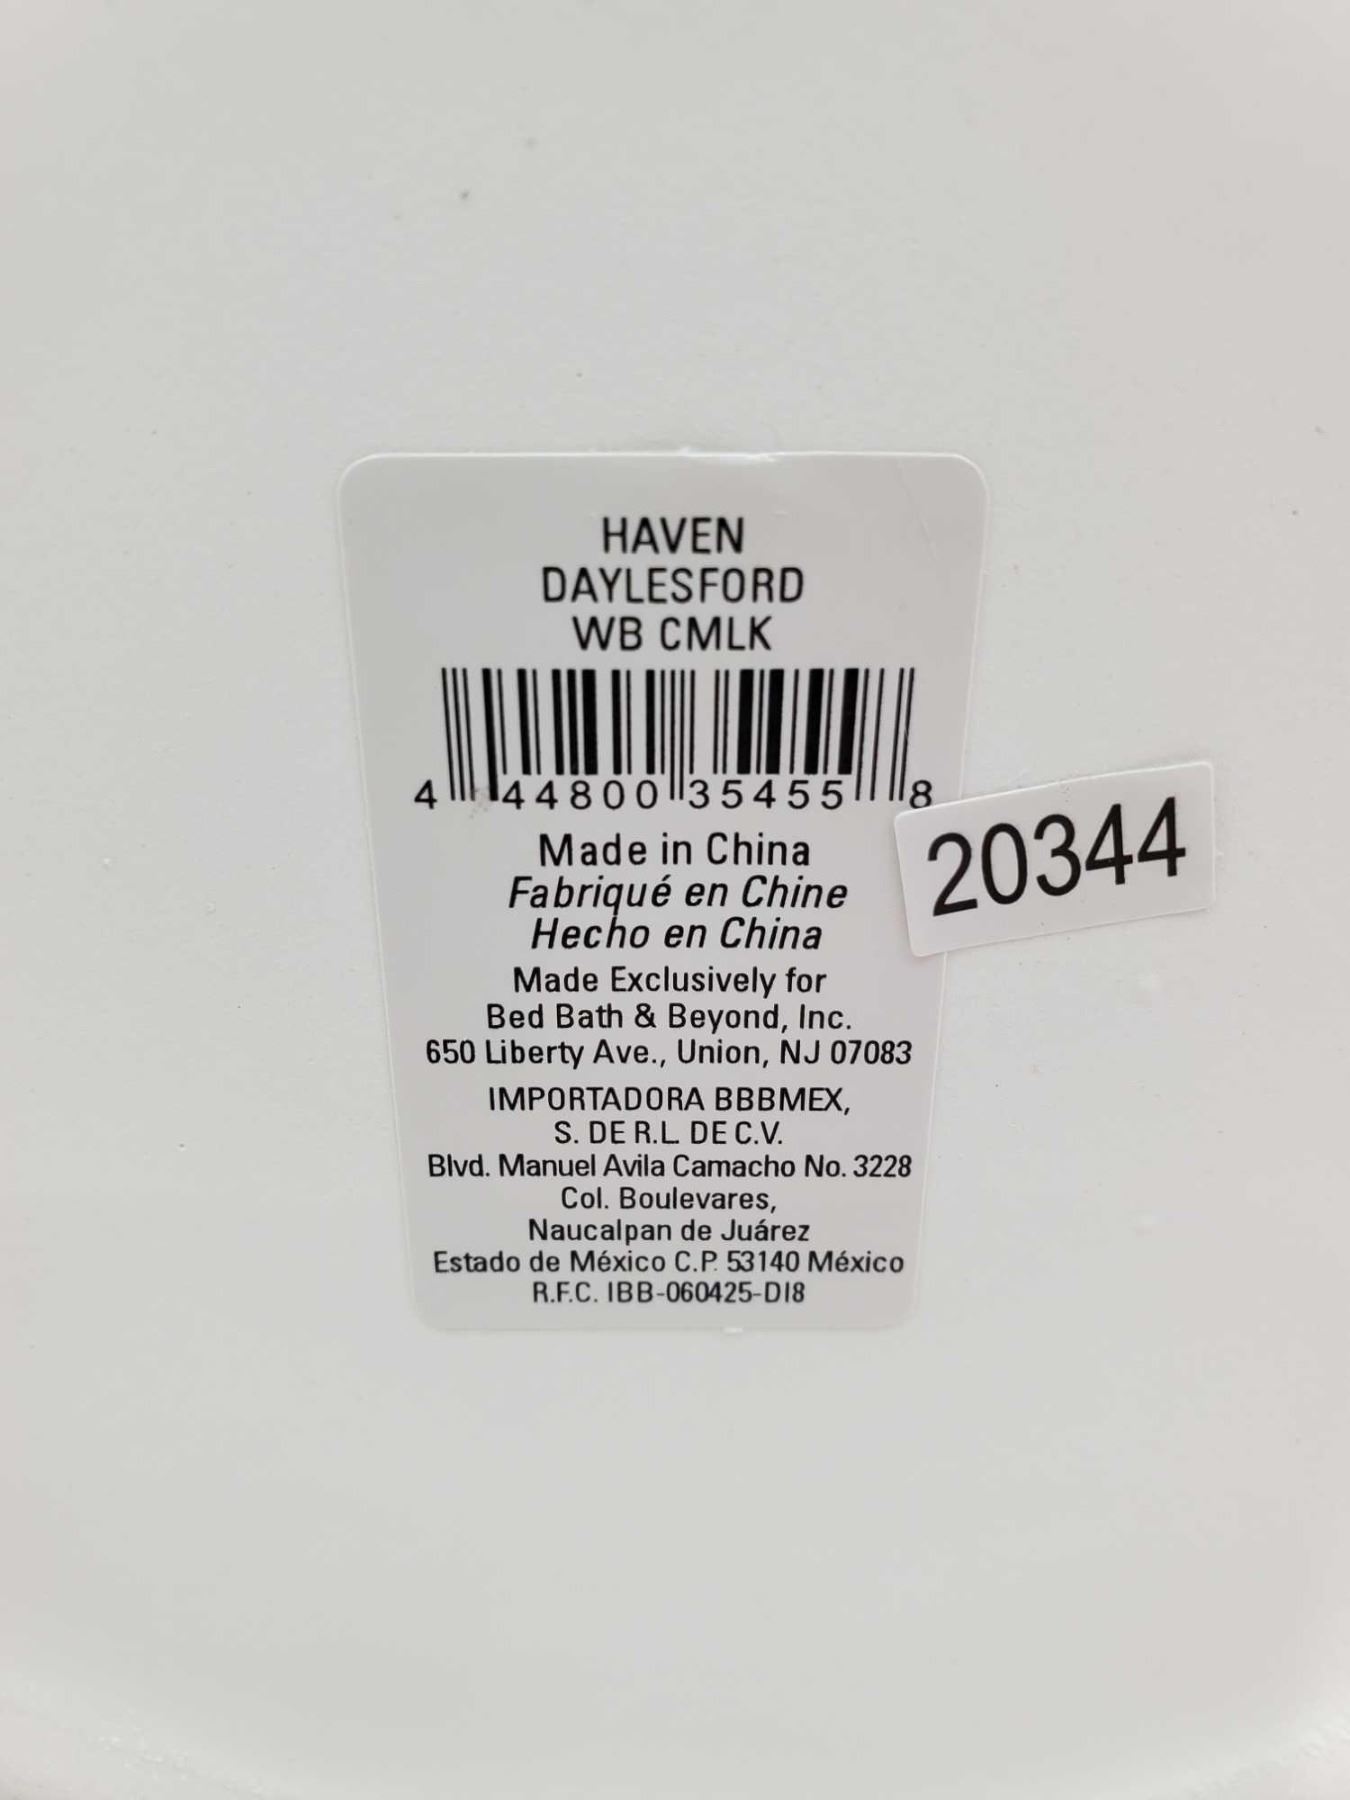 HAVEN
DAYLESFORD
WB CMLK
4 44800 35455 8
20344
Made in China
Fabriqué en Chine
Hecho en China
Made Exclusively for
Bed Bath & Beyond, Inc.
650 Liberty Ave., Union, NJ 07083
IMPORTADORA BBBMEX,
S. DE R.L. DE C.V.
Blvd. Manuel Avila Camacho No. 3228
Col. Boulevares,
Naucalpan de Juárez
Estado de México C.P. 53140 México
R.F.C. IBB-060425-DI8